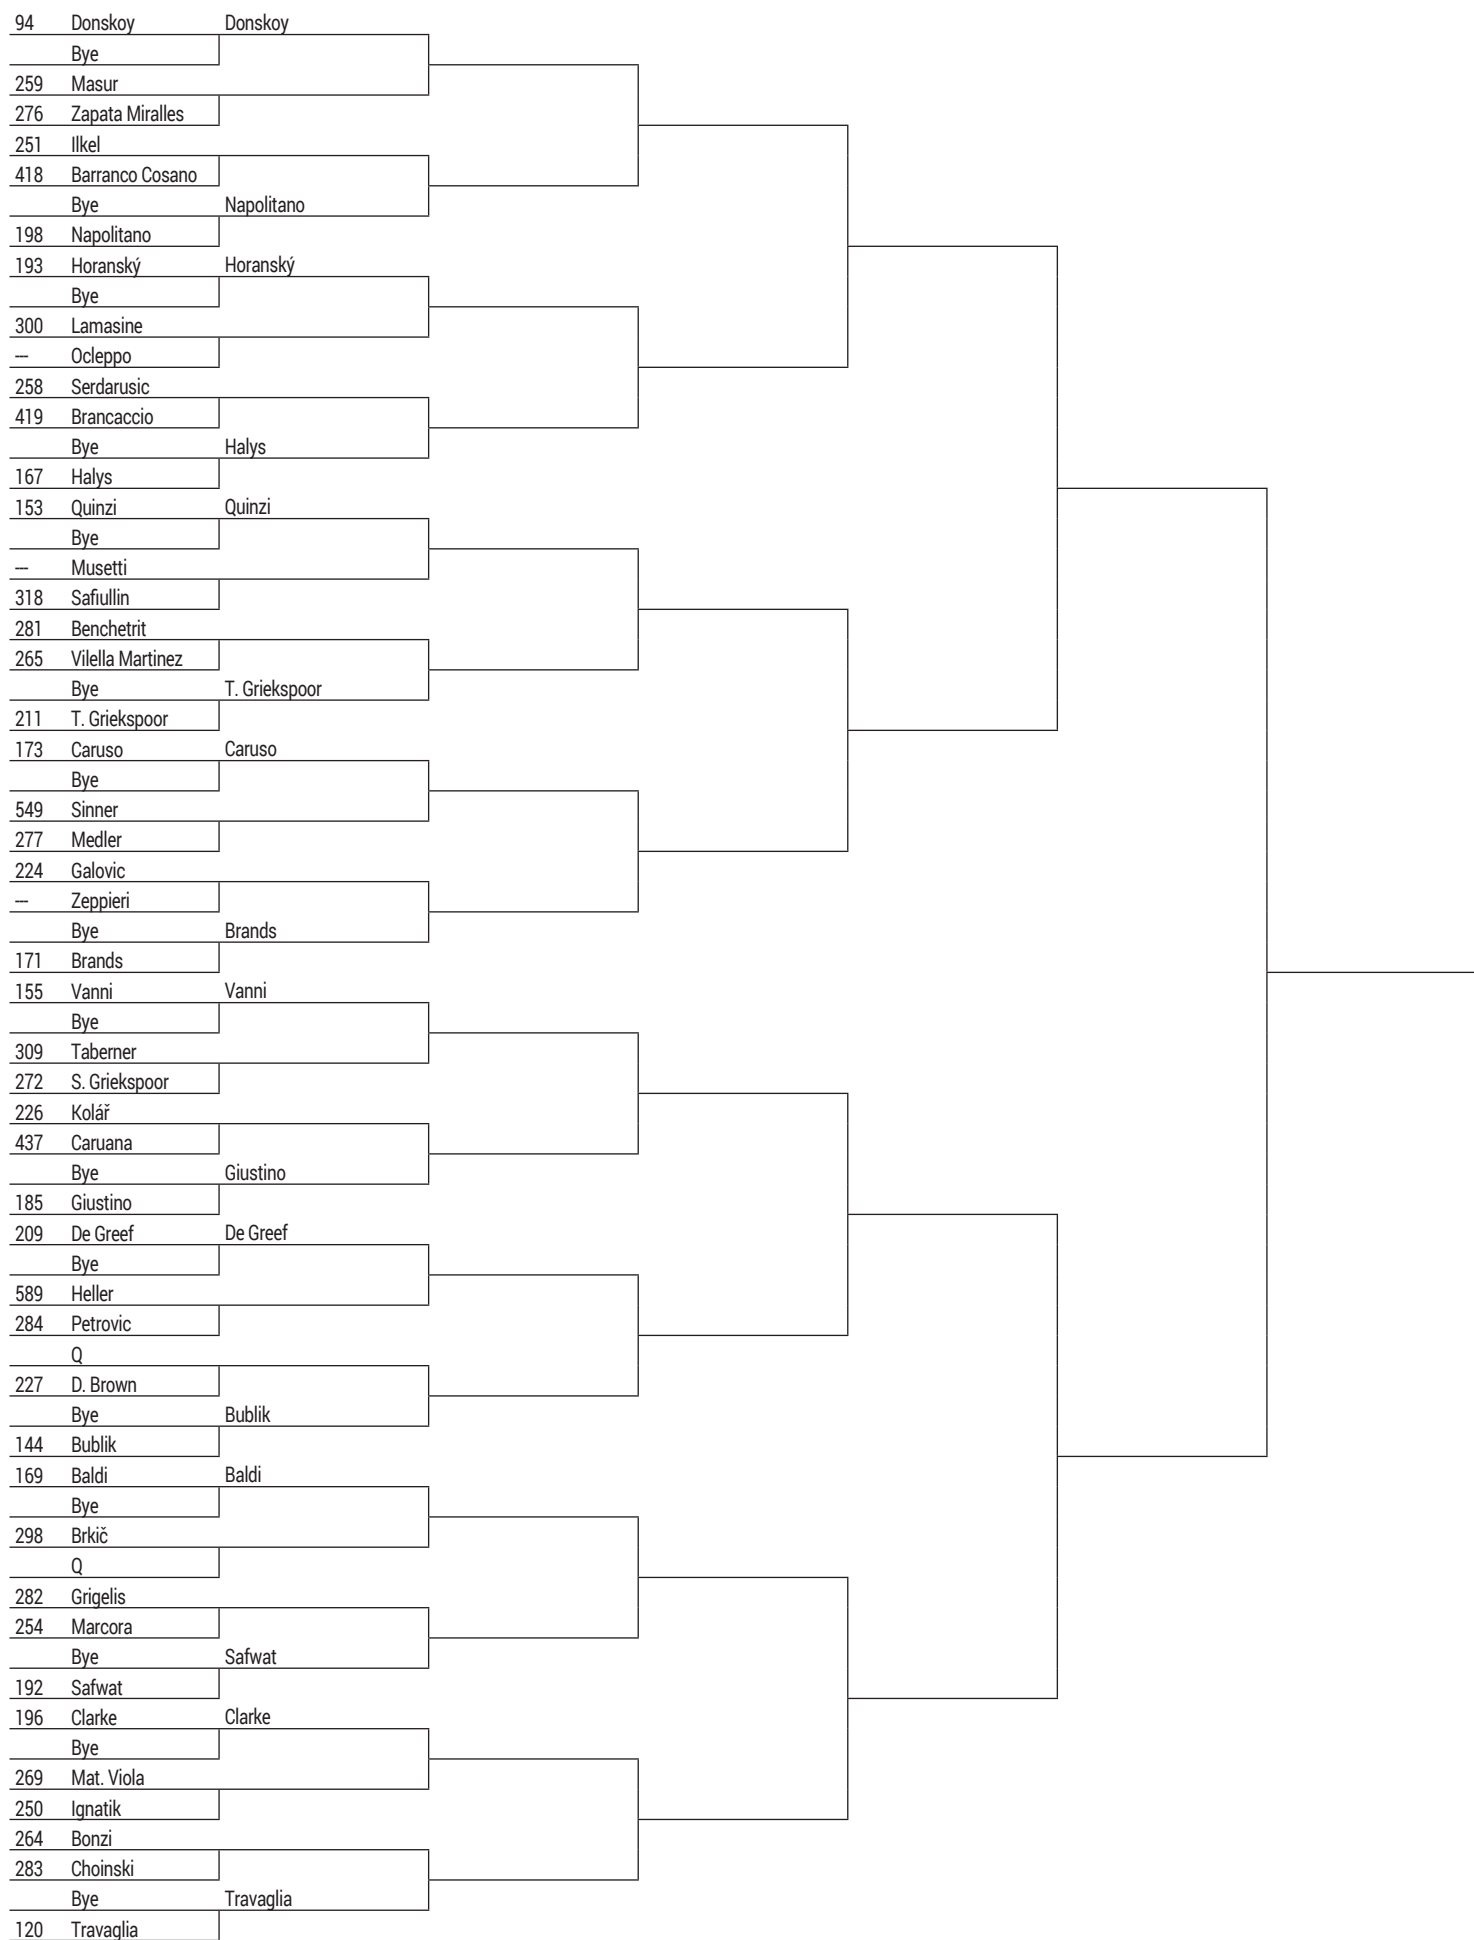 94 Donskoy Donskoy
Bye
259 Masur
276 Zapata Miralles
251 Ilkel
418 Barranco Cosano
Bye Napolitano
198 Napolitano
193 Horanský Horanský
Bye
300 Lamasine
--- Ocleppo
258 Serdarusic
419 Brancaccio
Bye Halys
167 Halys
153 Quinzi Quinzi
Bye
--- Musetti
318 Safiullin
281 Benchetrit
265 Vilella Martinez
Bye T. Griekspoor
211 T. Griekspoor
173 Caruso Caruso
Bye
549 Sinner
277 Medler
224 Galovic
--- Zeppieri
Bye Brands
171 Brands
155 Vanni Vanni
Bye
309 Taberner
272 S. Griekspoor
226 Kolář
437 Caruana
Bye Giustino
185 Giustino
209 De Greef De Greef
Bye
589 Heller
284 Petrovic
Q
227 D. Brown
Bye Bublik
144 Bublik
169 Baldi Baldi
Bye
298 Brkič
Q
282 Grigelis
254 Marcora
Bye Safwat
192 Safwat
196 Clarke Clarke
Bye
269 Mat. Viola
250 Ignatik
264 Bonzi
283 Choinski
Bye Travaglia
120 Travaglia